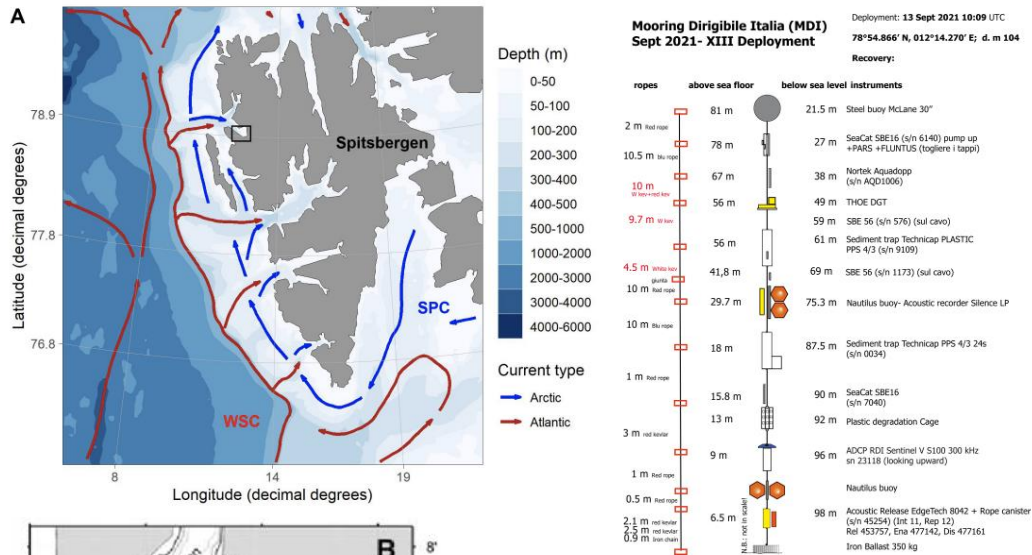 A
Depth (m)
0-50
50-100
100-200
200-300
300-400
400-500
500-1000
1000-2000
2000-3000
3000-4000
4000-6000
Current type
Arctic
Atlantic
Spitsbergen
SPC
WSC
Latitude (decimal degrees)
78.9
77.8
76.8
8
14
19
Longitude (decimal degrees)
B
8'
Mooring Dirigibile Italia (MDI)
Sept 2021- XIII Deployment
Deployment: 13 Sept 2021 10:09 UTC
78°54.866' N, 012°14.270' E; d. m 104
Recovery:
ropes
above sea floor
below sea level
instruments
81 m
21.5 m
Steel buoy McLane 30"
2 m Red rope
78 m
27 m
SeaCat SBE16 (s/n 6140) pump up
+PARS +FLUNTUS (togliere i tappi)
10.5 m Blu rope
67 m
38 m
Nortek Aquadopp
(s/n AQD1006)
10 m
W kev+red kev
56 m
49 m
THOE DGT
9.7 m W kev
59 m
SBE 56 (s/n 576) (sul cavo)
56 m
61 m
Sediment trap Technicap PLASTIC
PPS 4/3 (s/n 9109)
4.5 m White kev
giunta
41,8 m
69 m
SBE 56 (s/n 1173) (sul cavo)
10 m Red rope
29.7 m
75.3 m
Nautilus buoy- Acoustic recorder Silence LP
10 m Blu rope
18 m
87.5 m
Sediment trap Technicap PPS 4/3 24s
(s/n 0034)
1 m Red rope
15.8 m
90 m
SeaCat SBE16
(s/n 7040)
13 m
92 m
Plastic degradation Cage
3 m red kevlar
9 m
96 m
ADCP RDI Sentinel V S100 300 kHz
sn 23118 (looking upward)
1 m Red rope
Nautilus buoy
0.5 m Red rope
6.5 m
98 m
Acoustic Release EdgeTech 8042 + Rope canister
(s/n 45254) (Int 11, Rep 12)
Rel 453757, Ena 477142, Dis 477161
2.1 m red kevlar
2.5 m red kevlar
0.9 m Iron chain
N.B.: not in scale!
Iron Ballast 350 kg